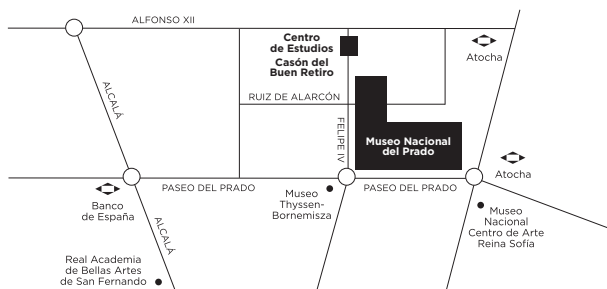 ALFONSO XII
Centro
de Estudios
Casón del
Buen Retiro
Atocha
ALCALÁ
RUIZ DE ALARCÓN
FELIPE IV
Museo Nacional
del Prado
Atocha
PASEO DEL PRADO
PASEO DEL PRADO
Banco
de España
Museo
Thyssen-
Bornemisza
Museo
Nacional
Centro de Arte
Reina Sofía
ALCALÁ
Real Academia
de Bellas Artes
de San Fernando